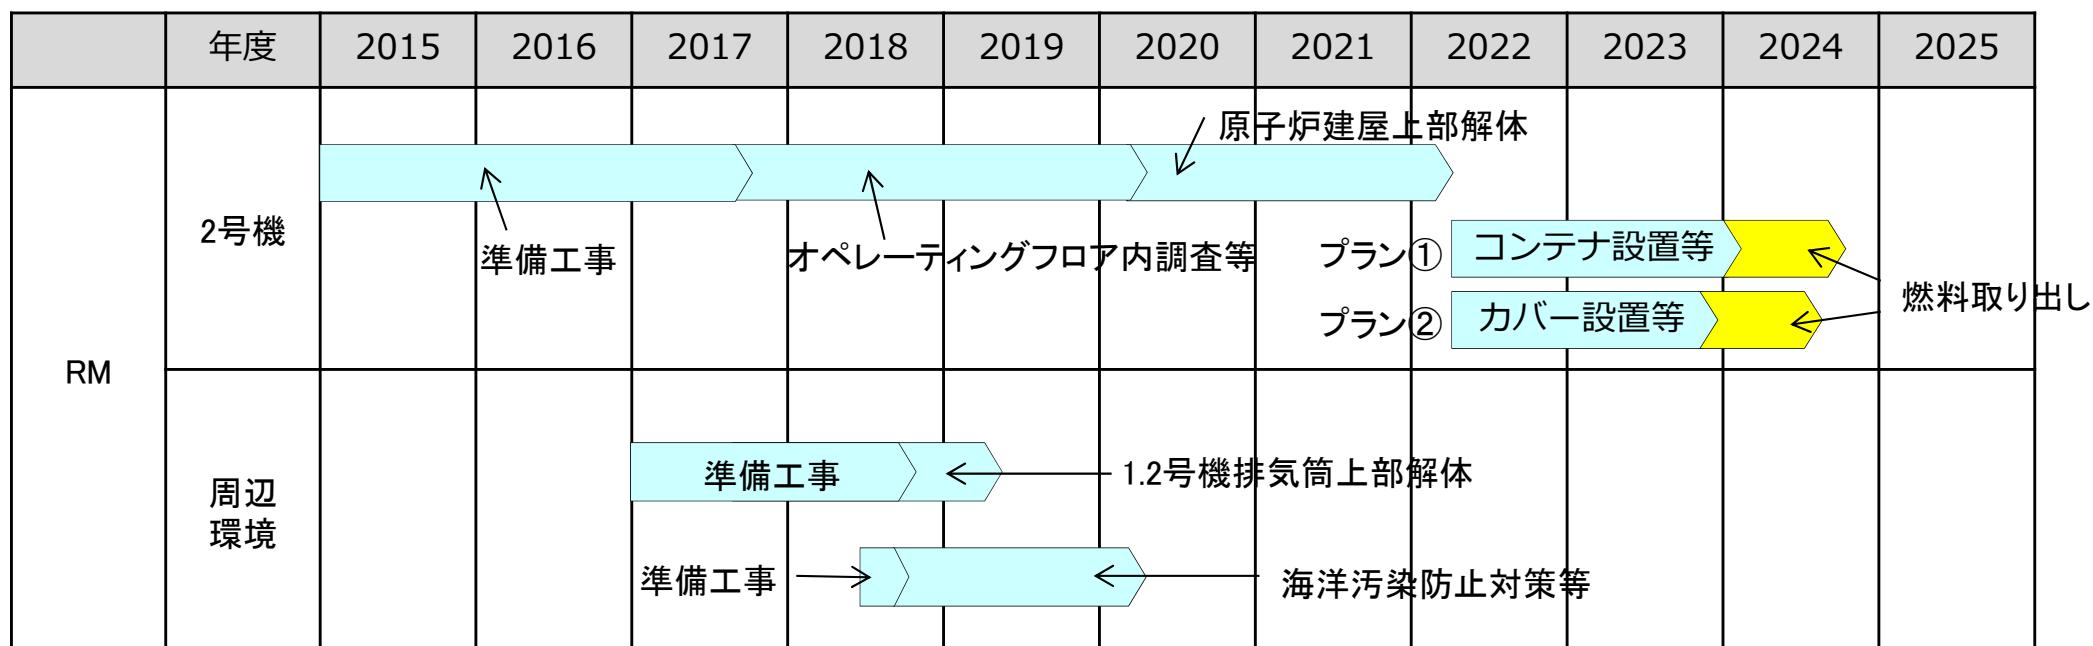 年度 2015 2016 2017 2018 2019 2020 2021 2022 2023 2024 2025
RM
2号機
原子炉建屋上部解体
準備工事
オペレーティングフロア内調査等
プラン① コンテナ設置等
プラン② カバー設置等
燃料取り出し
周辺
環境
準備工事
1.2号機排気筒上部解体
準備工事
海洋汚染防止対策等